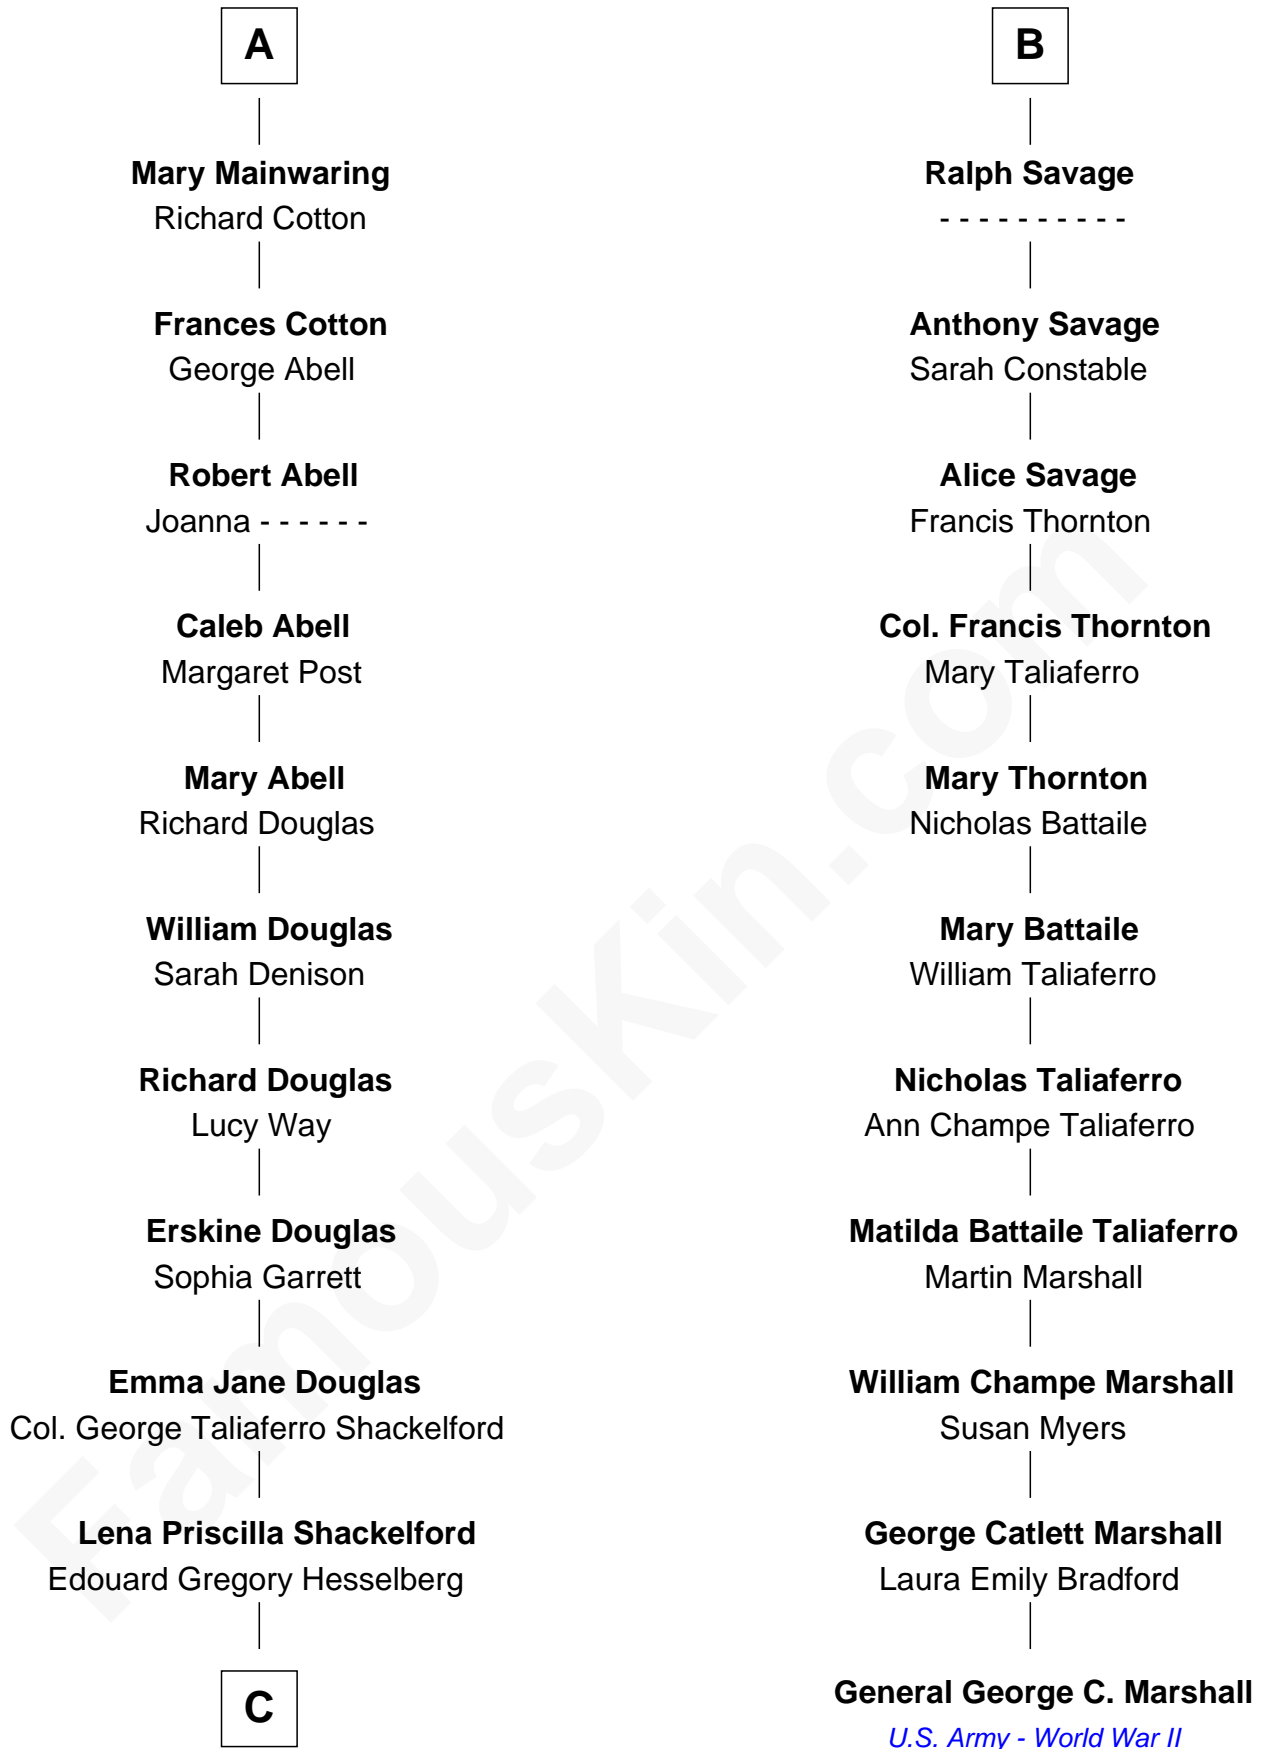 A
Mary Mainwaring
Richard Cotton
Frances Cotton
George Abell
Robert Abell
Joanna - - - - - -
Caleb Abell
Margaret Post
Mary Abell
Richard Douglas
William Douglas
Sarah Denison
Richard Douglas
Lucy Way
Erskine Douglas
Sophia Garrett
Emma Jane Douglas
Col. George Taliaferro Shackelford
Lena Priscilla Shackelford
Edouard Gregory Hesselberg
C
B
Ralph Savage
- - - - - - - - - -
Anthony Savage
Sarah Constable
Alice Savage
Francis Thornton
Col. Francis Thornton
Mary Taliaferro
Mary Thornton
Nicholas Battaile
Mary Battaile
William Taliaferro
Nicholas Taliaferro
Ann Champe Taliaferro
Matilda Battaile Taliaferro
Martin Marshall
William Champe Marshall
Susan Myers
George Catlett Marshall
Laura Emily Bradford
General George C. Marshall
U.S. Army - World War II
FamousKin.com